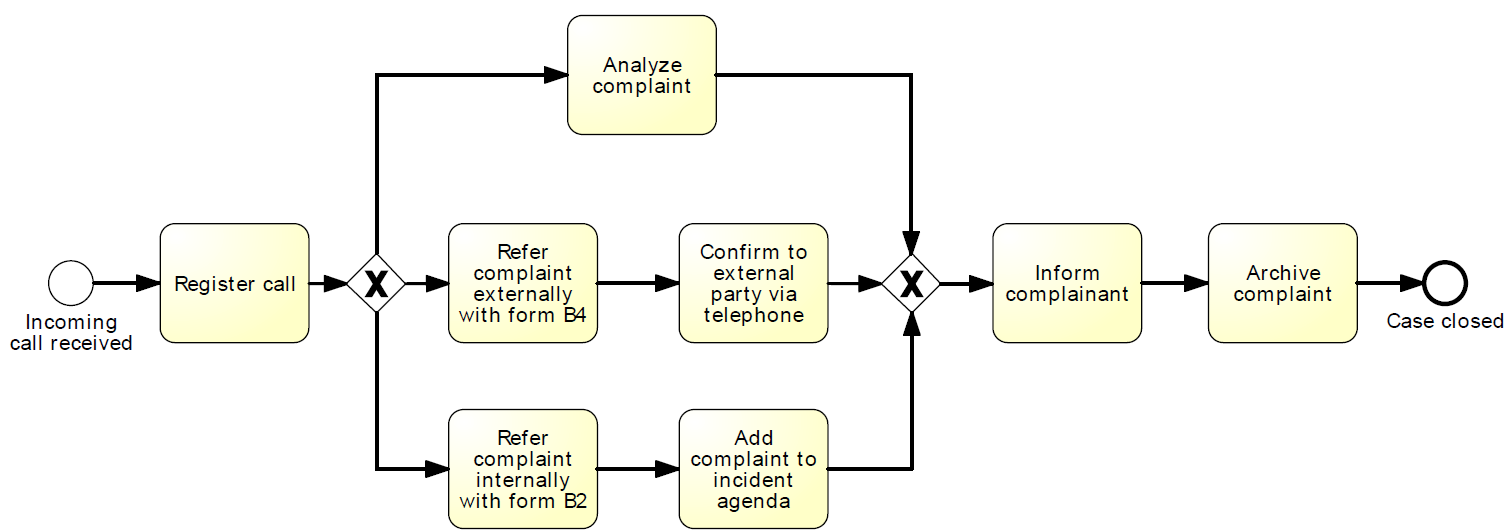 Analyze
complaint
Incoming
call received
Register call
Refer
complaint
externally
with form B4
Confirm to
external
party via
telephone
Refer
complaint
internally
with form B2
Add
complaint to
incident
agenda
Inform
complainant
Archive
complaint
Case closed